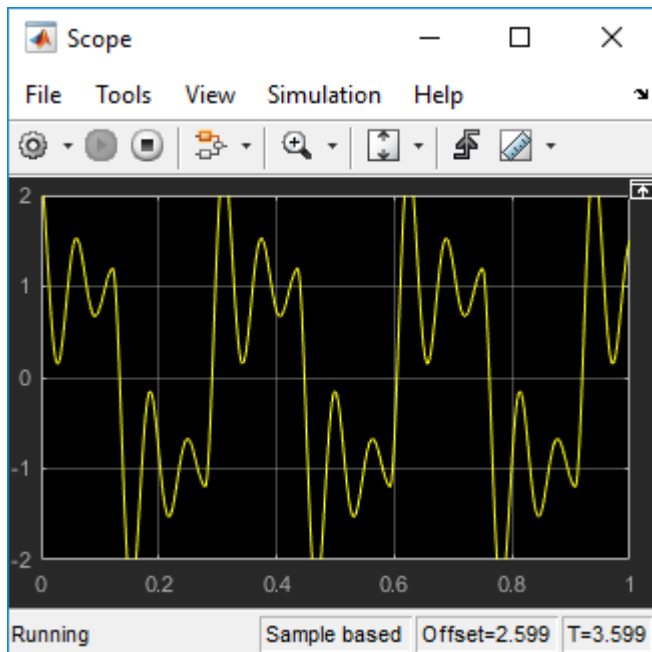 Scope
File Tools View Simulation Help
2
1
0
-1
-2
0 0.2 0.4 0.6 0.8 1
Running Sample based Offset=2.599 T=3.599